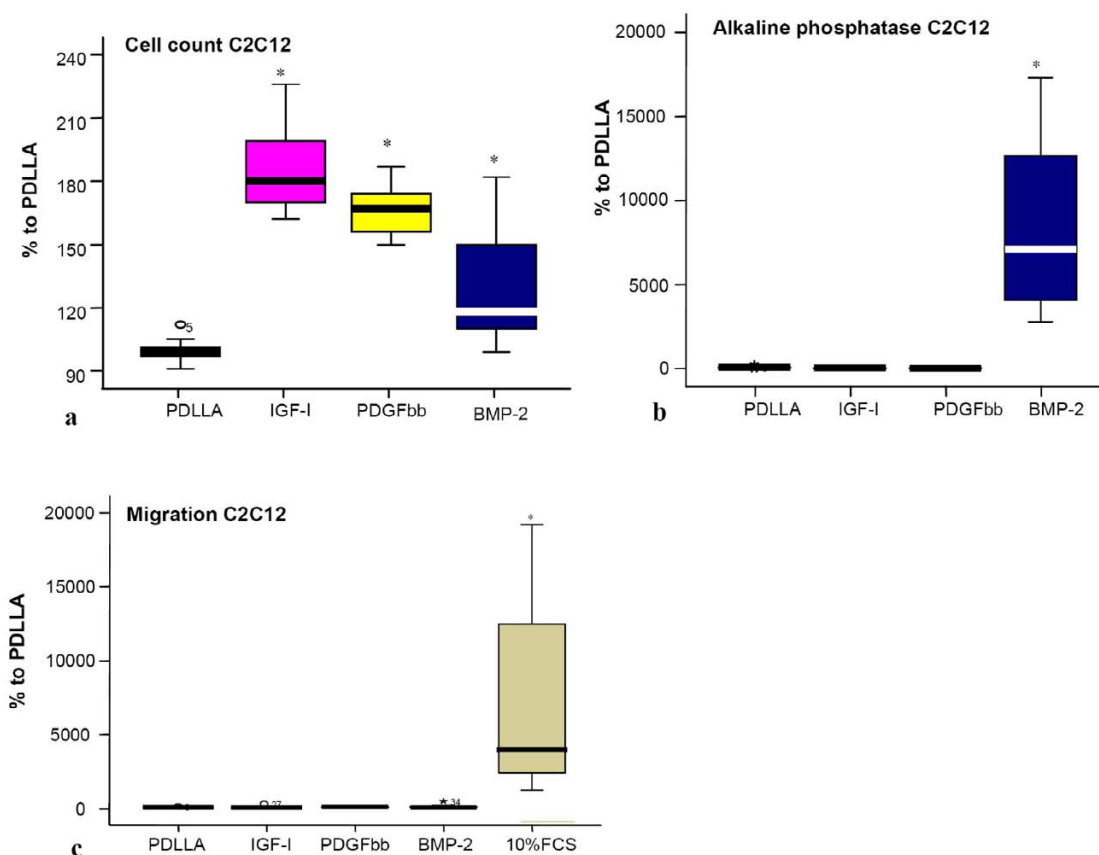 Cell count C2C12
% to PDLLA
240
210
180
150
120
90
*
*
*
5
PDLLA IGF-I PDGFbb BMP-2
a
Alkaline phosphatase C2C12
% to PDLLA
20000
15000
10000
5000
0
*
PDLLA IGF-I PDGFbb BMP-2
b
Migration C2C12
% to PDLLA
20000
15000
10000
5000
0
*
27
34
PDLLA IGF-I PDGFbb BMP-2 10%FCS
c